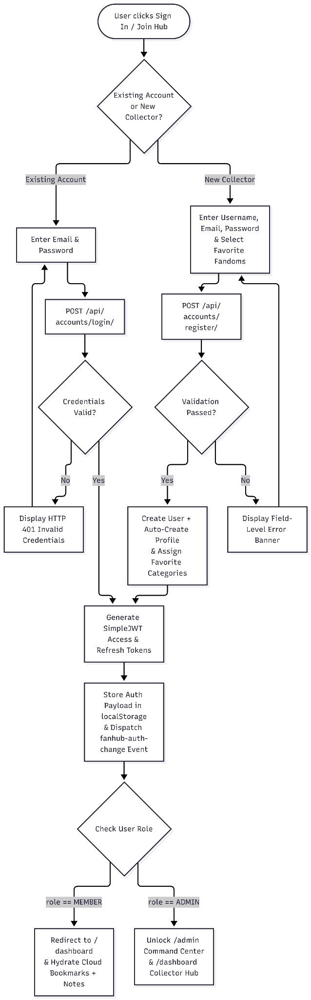 User clicks Sign
In / Join Hub
Existing Account
or New
Collector?
Existing Account
New Collector
Enter Email &
Password
Enter Username,
Email, Password
& Select
Favorite
Fandoms
POST /api/
accounts/login/
POST /api/
accounts/
register/
Credentials
Valid?
Validation
Passed?
No
Yes
Yes
No
Display HTTP
401 Invalid
Credentials
Create User +
Auto-Create
Profile
& Assign
Favorite
Categories
Display Field-
Level Error
Banner
Generate
SimpleJWT
Access &
Refresh Tokens
Store Auth
Payload in
localStorage
& Dispatch
fanhub-auth-
change Event
Check User Role
role == MEMBER
role == ADMIN
Redirect to /
dashboard
& Hydrate Cloud
Bookmarks +
Notes
Unlock /admin
Command Center
& /dashboard
Collector Hub